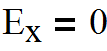 Eₓ = 0